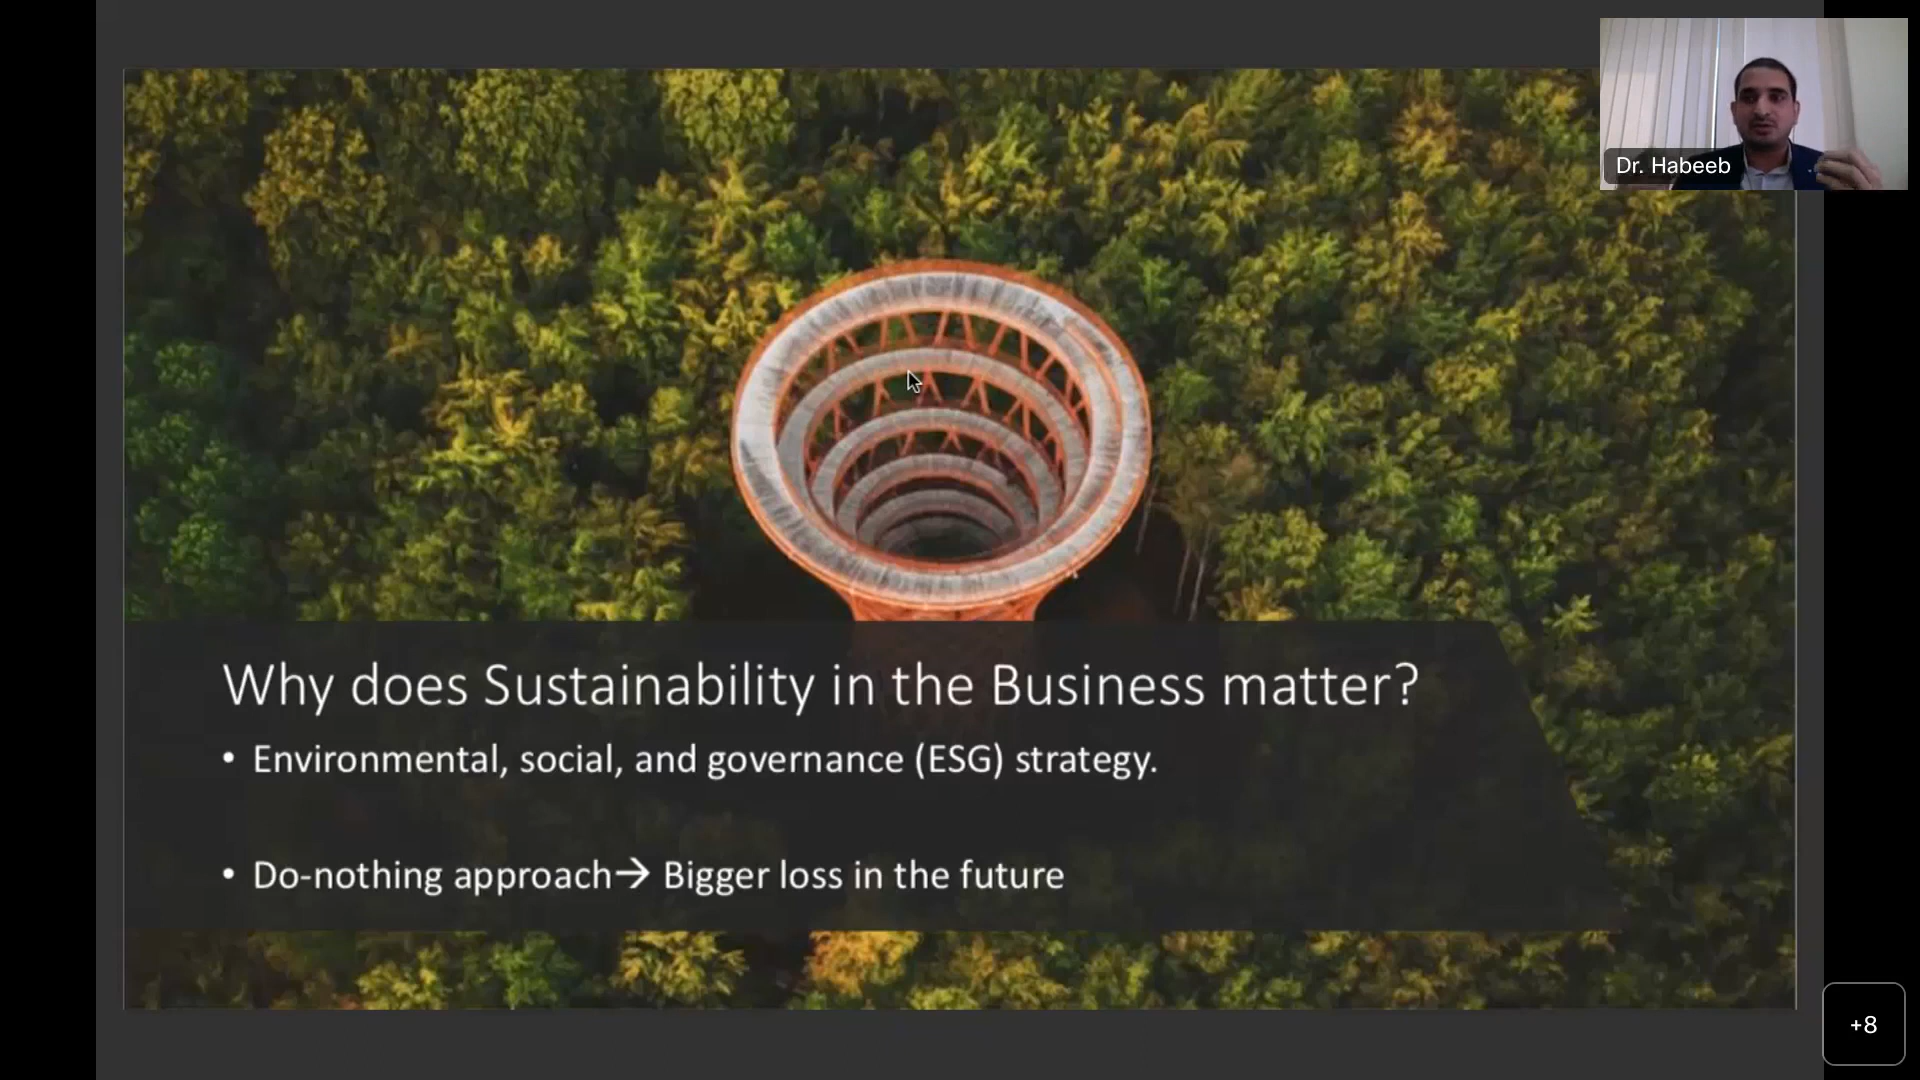 Dr. Habeeb
Why does Sustainability in the Business matter?
• Environmental, social, and governance (ESG) strategy.
• Do-nothing approach→ Bigger loss in the future
+8